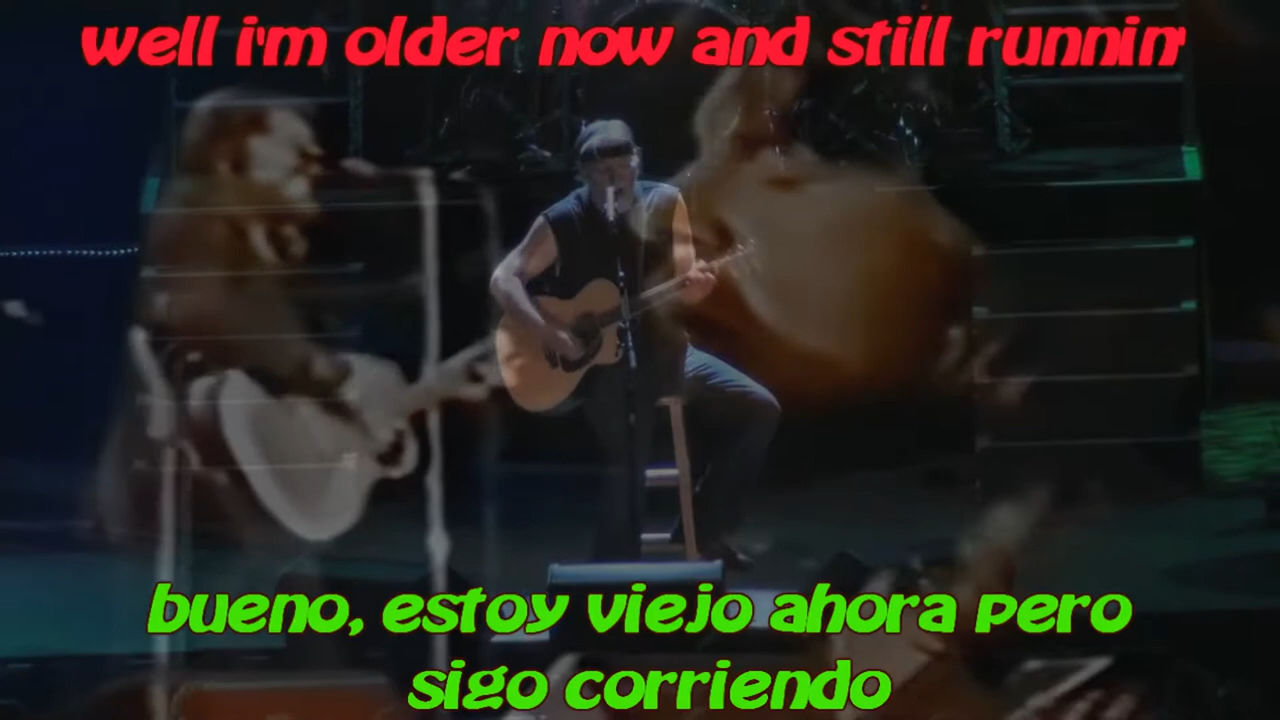 well i'm older now and still runnin'
bueno, estoy viejo ahora pero
sigo corriendo